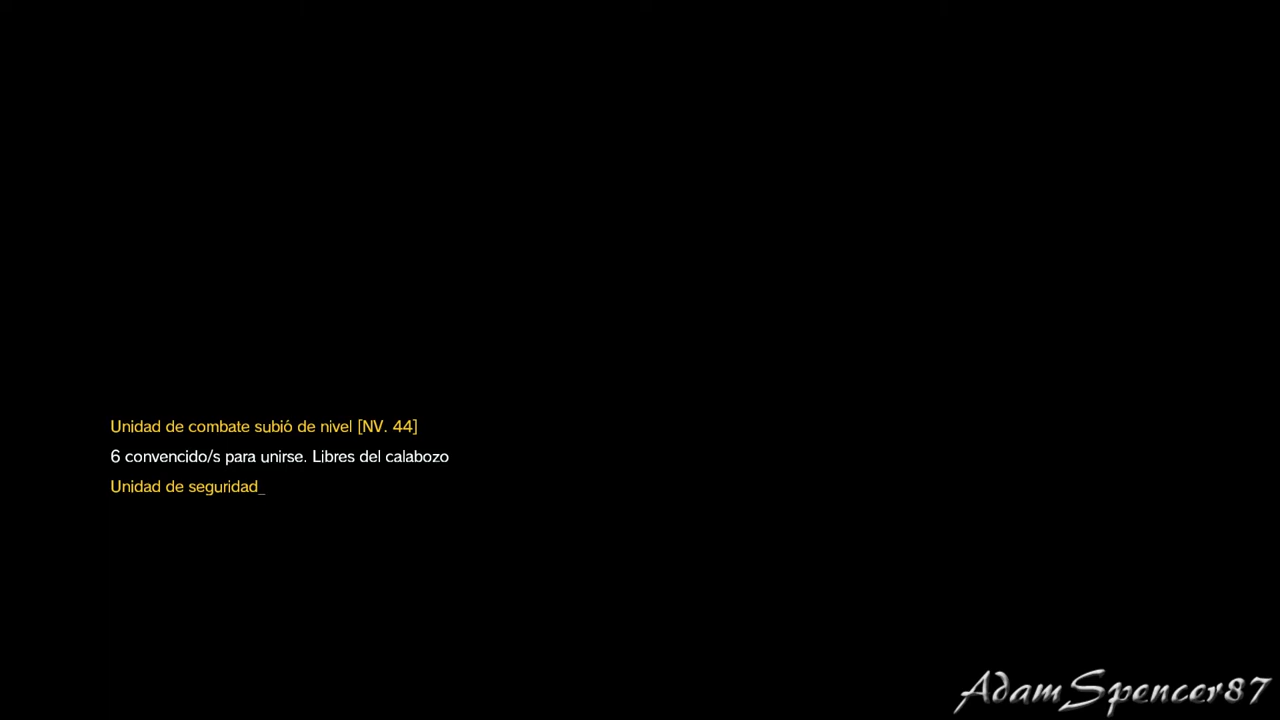 Unidad de combate subió de nivel [NV. 44]
6 convencido/s para unirse. Libres del calabozo
Unidad de seguridad_
AdamSpencer87